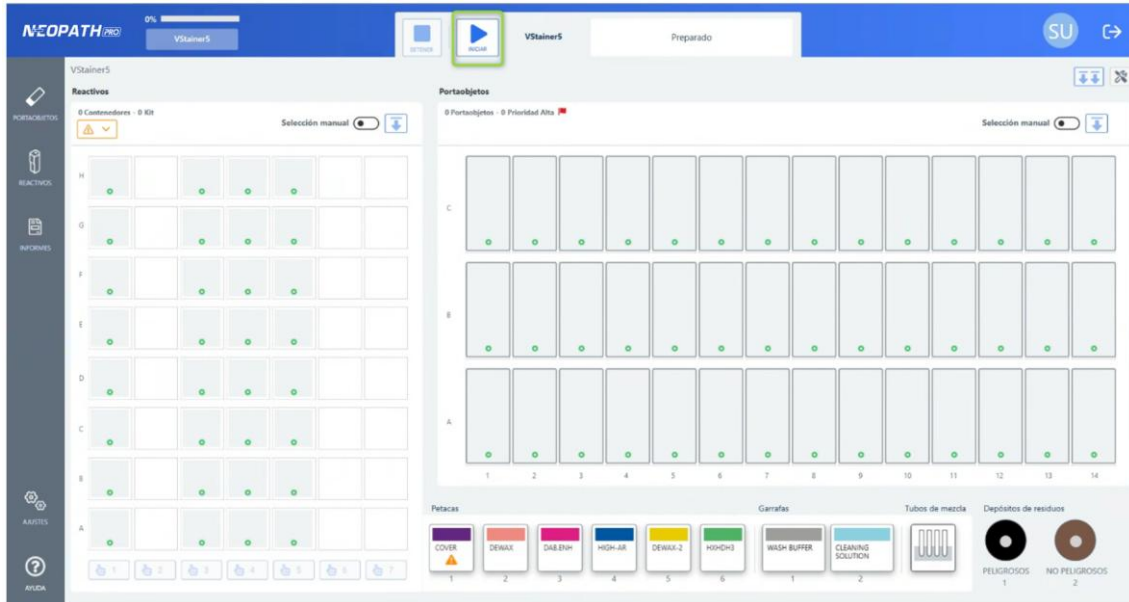 NEOPATH PRO
0%
VStainer5
DETENER
INICIAR
VStainer5
Preparado
SU
PORTAOBJETOS
REACTIVOS
INFORMES
AJUSTES
AYUDA
VStainer5
Reactivos
0 Contenedores - 0 Kit
Selección manual
H
G
F
E
D
C
B
A
1 2 3 4 5 6 7
Portaobjetos
0 Portaobjetos - 0 Prioridad Alta
Selección manual
C
B
A
1 2 3 4 5 6 7 8 9 10 11 12 13 14
Petacas
COVER DEWAX DAB.ENH HIGH-AR DEWAX-2 HXHDH3
1 2 3 4 5 6
Garrafas
WASH BUFFER CLEANING SOLUTION
1 2
Tubos de mezcla
Depósitos de residuos
PELIGROSOS NO PELIGROSOS
1 2